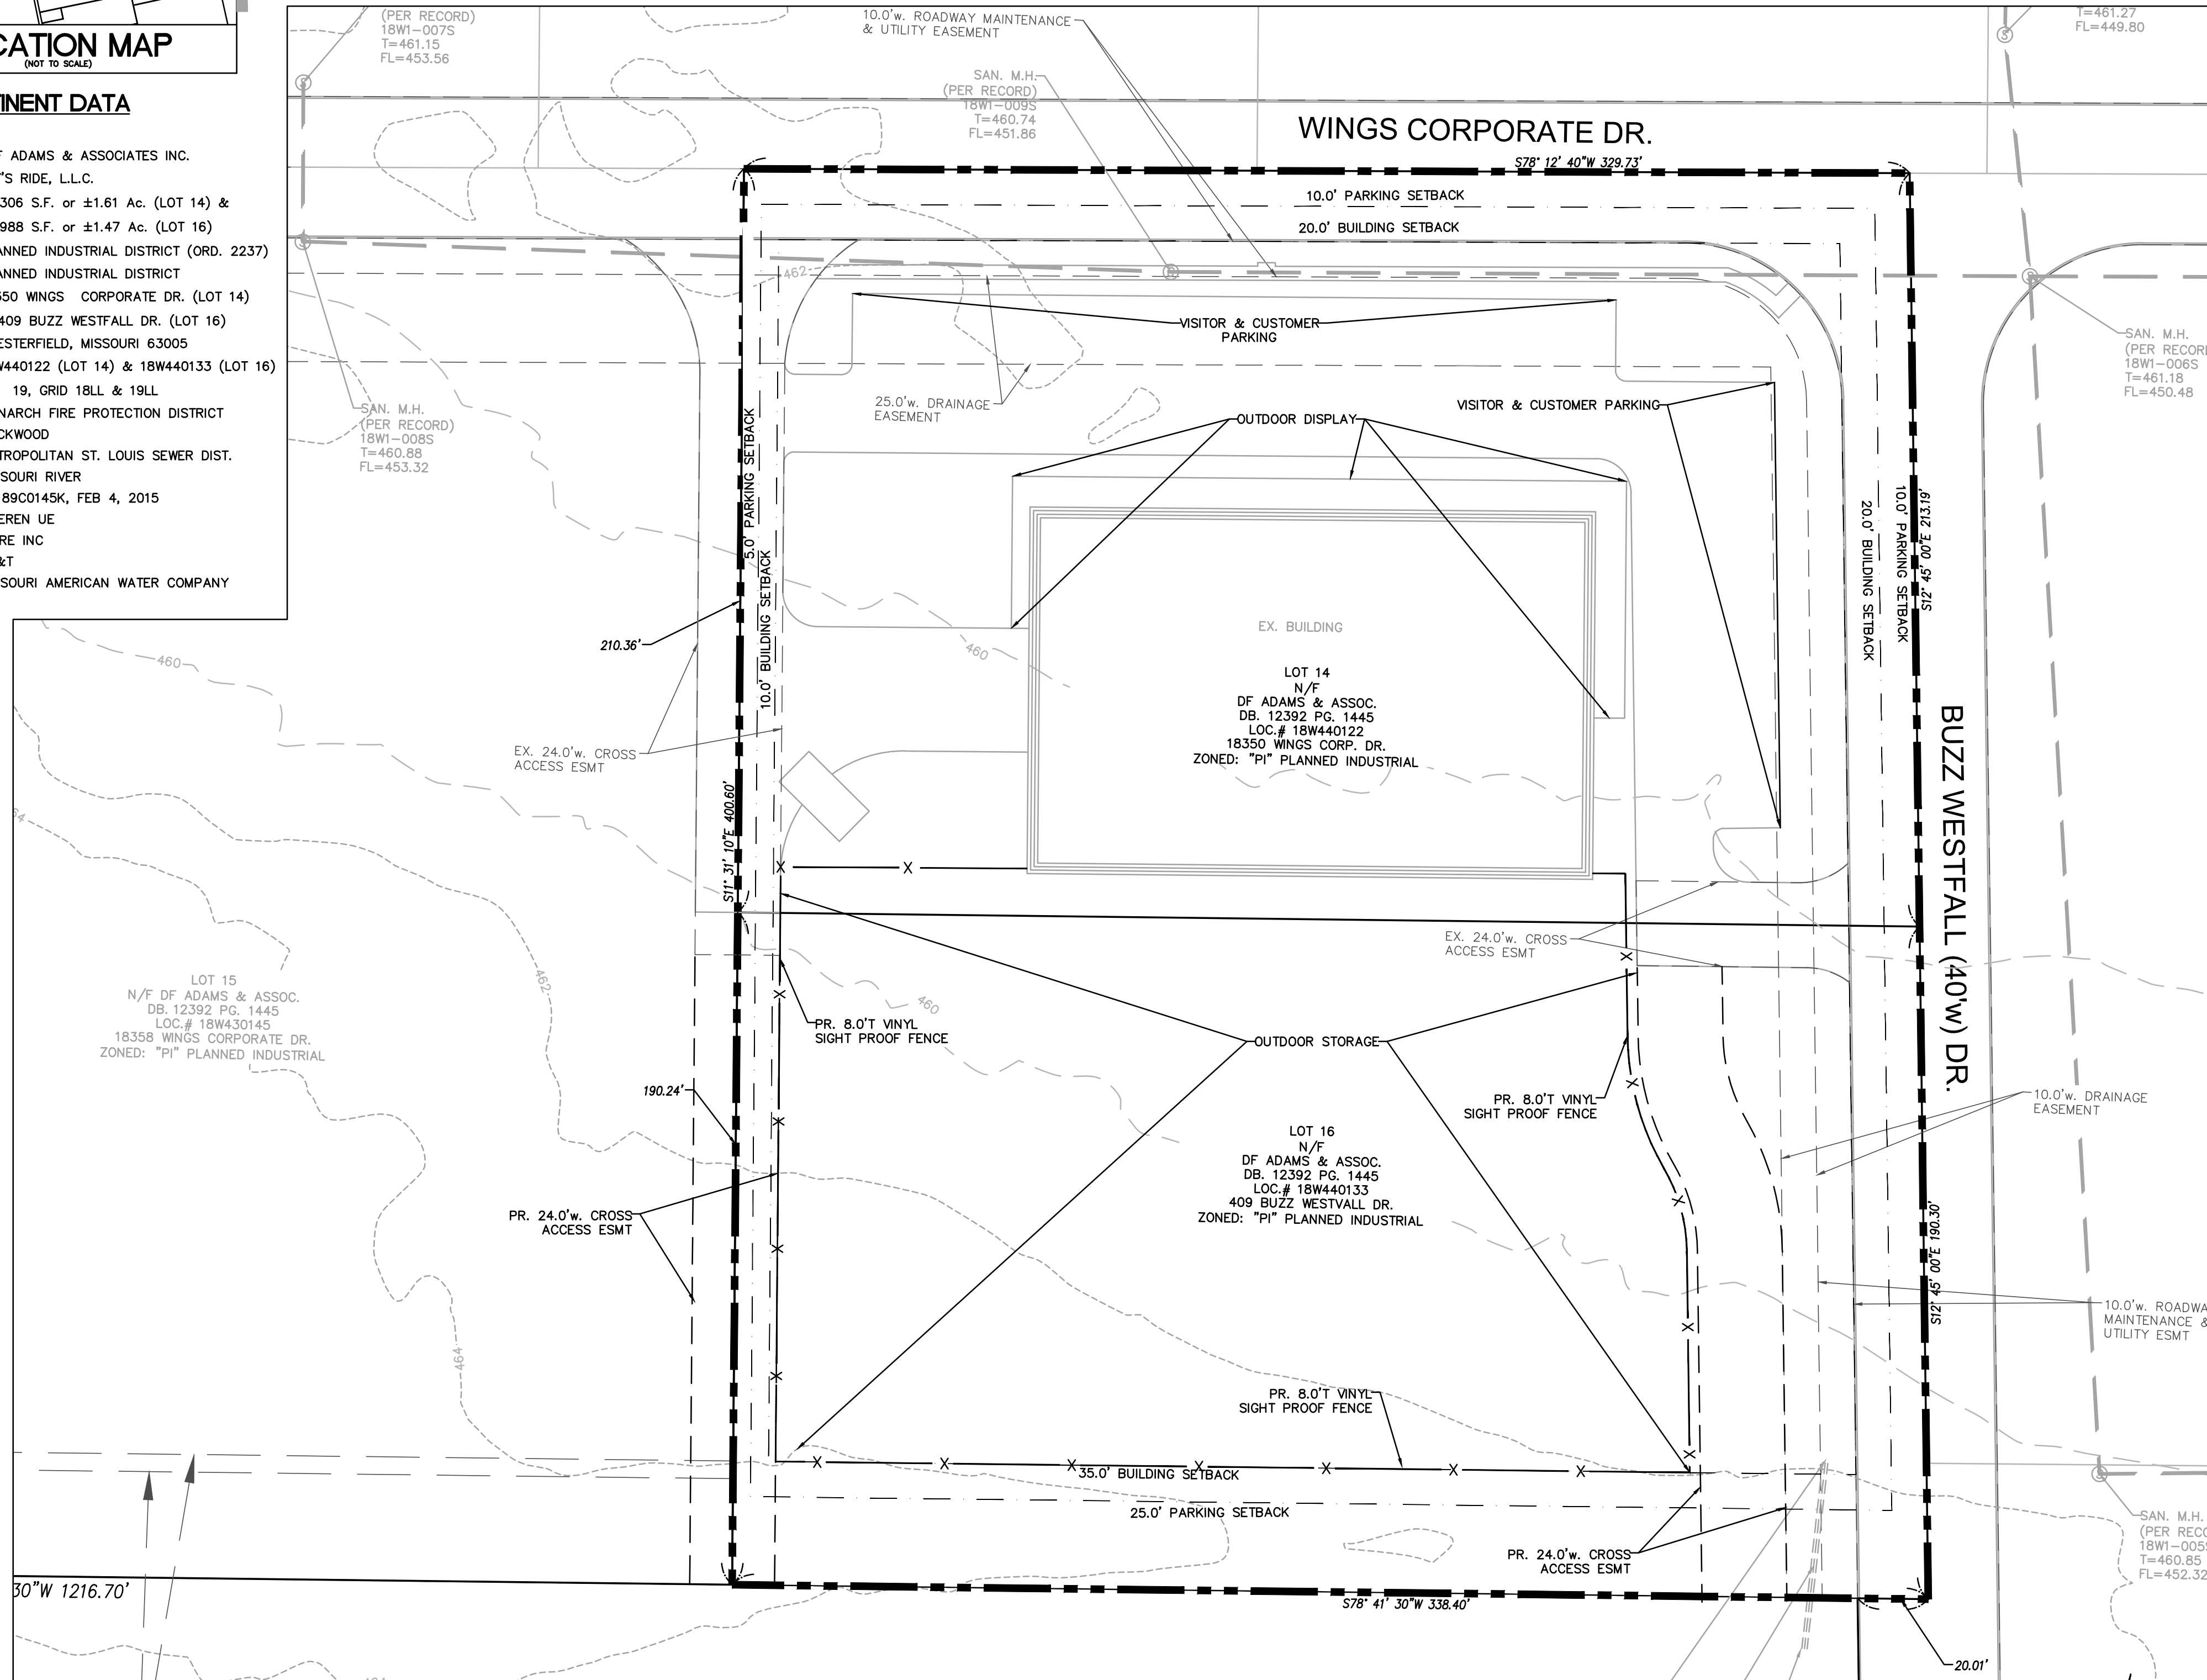 CATION MAP
(NOT TO SCALE)
TINENT DATA
F ADAMS & ASSOCIATES INC.
T'S RIDE, L.L.C.
306 S.F. or ±1.61 Ac. (LOT 14) &
988 S.F. or ±1.47 Ac. (LOT 16)
ANNED INDUSTRIAL DISTRICT (ORD. 2237)
ANNED INDUSTRIAL DISTRICT
350 WINGS CORPORATE DR. (LOT 14)
409 BUZZ WESTFALL DR. (LOT 16)
ESTERFIELD, MISSOURI 63005
W440122 (LOT 14) & 18W440133 (LOT 16)
19, GRID 18LL & 19LL
NARCH FIRE PROTECTION DISTRICT
CKWOOD
TROPOLITAN ST. LOUIS SEWER DIST.
SOURI RIVER
89C0145K, FEB 4, 2015
EREN UE
RE INC
&T
SOURI AMERICAN WATER COMPANY
(PER RECORD)
18W1-007S
T=461.15
FL=453.56
10.0'w. ROADWAY MAINTENANCE
& UTILITY EASEMENT
T=461.27
FL=449.80
SAN. M.H.
(PER RECORD)
18W1-009S
T=460.74
FL=451.86
WINGS CORPORATE DR.
S78° 12' 40"W 329.73'
10.0' PARKING SETBACK
20.0' BUILDING SETBACK
462
VISITOR & CUSTOMER
PARKING
SAN. M.H.
(PER RECORD
18W1-006S
T=461.18
FL=450.48
25.0'w. DRAINAGE
EASEMENT
OUTDOOR DISPLAY
VISITOR & CUSTOMER PARKING
SAN. M.H.
(PER RECORD)
18W1-008S
T=460.88
FL=453.32
5.0' PARKING SETBACK
10.0' BUILDING SETBACK
20.0' BUILDING SETBACK
10.0' PARKING SETBACK
S12° 45' 00"E 213.19'
EX. BUILDING
210.36'
460
460
LOT 14
N/F
DF ADAMS & ASSOC.
DB. 12392 PG. 1445
LOC.# 18W440122
18350 WINGS CORP. DR.
ZONED: "PI" PLANNED INDUSTRIAL
EX. 24.0'w. CROSS
ACCESS ESMT
S11° 31' 10"E 400.60'
BUZZ WESTFALL (40'w) DR.
64
EX. 24.0'w. CROSS
ACCESS ESMT
LOT 15
N/F DF ADAMS & ASSOC.
DB. 12392 PG. 1445
LOC.# 18W430145
18358 WINGS CORPORATE DR.
ZONED: "PI" PLANNED INDUSTRIAL
462
460
PR. 8.0'T VINYL
SIGHT PROOF FENCE
OUTDOOR STORAGE
190.24'
PR. 8.0'T VINYL
SIGHT PROOF FENCE
10.0'w. DRAINAGE
EASEMENT
LOT 16
N/F
DF ADAMS & ASSOC.
DB. 12392 PG. 1445
LOC.# 18W440133
409 BUZZ WESTVALL DR.
ZONED: "PI" PLANNED INDUSTRIAL
PR. 24.0'w. CROSS
ACCESS ESMT
S12° 45' 00"E 190.30'
10.0'w. ROADWA
MAINTENANCE &
UTILITY ESMT
464
PR. 8.0'T VINYL
SIGHT PROOF FENCE
35.0' BUILDING SETBACK
25.0' PARKING SETBACK
SAN. M.H.
(PER RECO
18W1-005S
T=460.85
FL=452.32
PR. 24.0'w. CROSS
ACCESS ESMT
30"W 1216.70'
S78° 41' 30"W 338.40'
20.01'